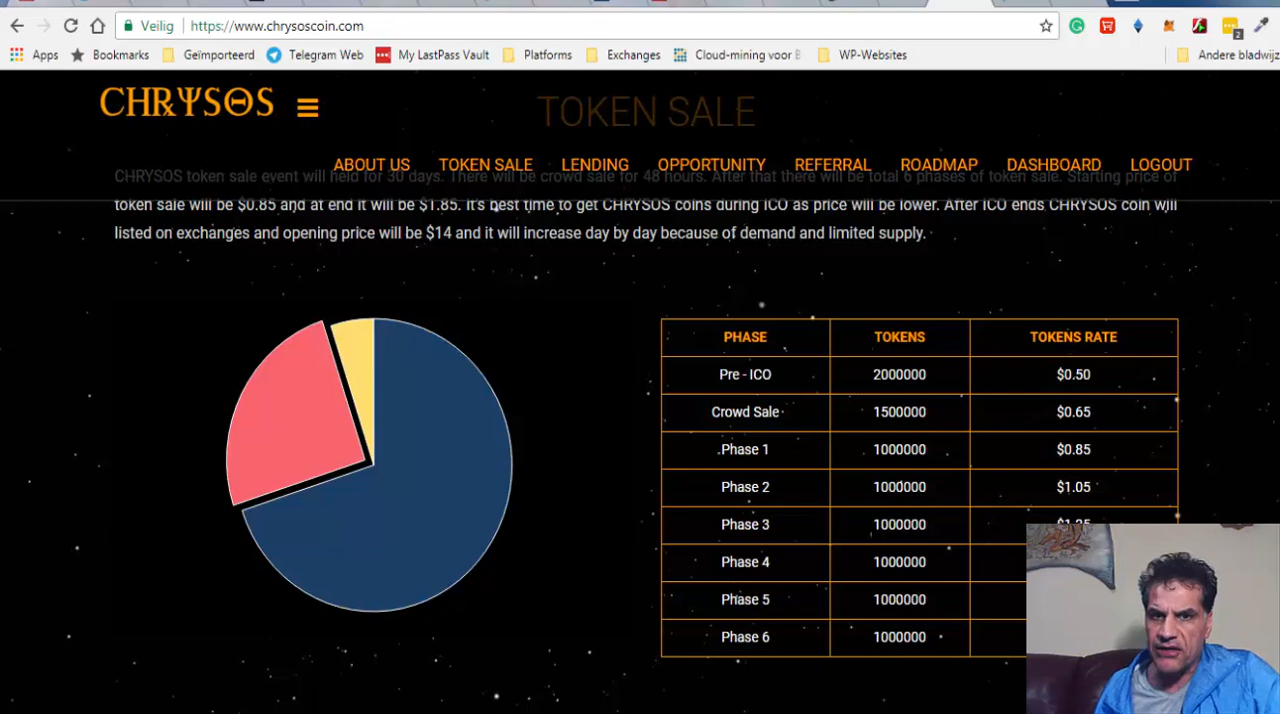 Veilig https://www.chrysoscoin.com
Apps Bookmarks Geïmporteerd Telegram Web My LastPass Vault Platforms Exchanges Cloud-mining voor WP-Websites Andere bladwijz
2
CHRYSOS
TOKEN SALE
ABOUT US TOKEN SALE LENDING OPPORTUNITY REFERRAL ROADMAP DASHBOARD LOGOUT
CHRYSOS token sale event will held for 30 days. There will be crowd sale for 48 hours. After that there will be total 6 phases of token sale. Starting price of
token sale will be $0.85 and at end it will be $1.85. It's best time to get CHRYSOS coins during ICO as price will be lower. After ICO ends CHRYSOS coin will
listed on exchanges and opening price will be $14 and it will increase day by day because of demand and limited supply.
PHASE TOKENS TOKENS RATE
Pre - ICO 2000000 $0.50
Crowd Sale 1500000 $0.65
Phase 1 1000000 $0.85
Phase 2 1000000 $1.05
Phase 3 1000000
Phase 4 1000000
Phase 5 1000000
Phase 6 1000000